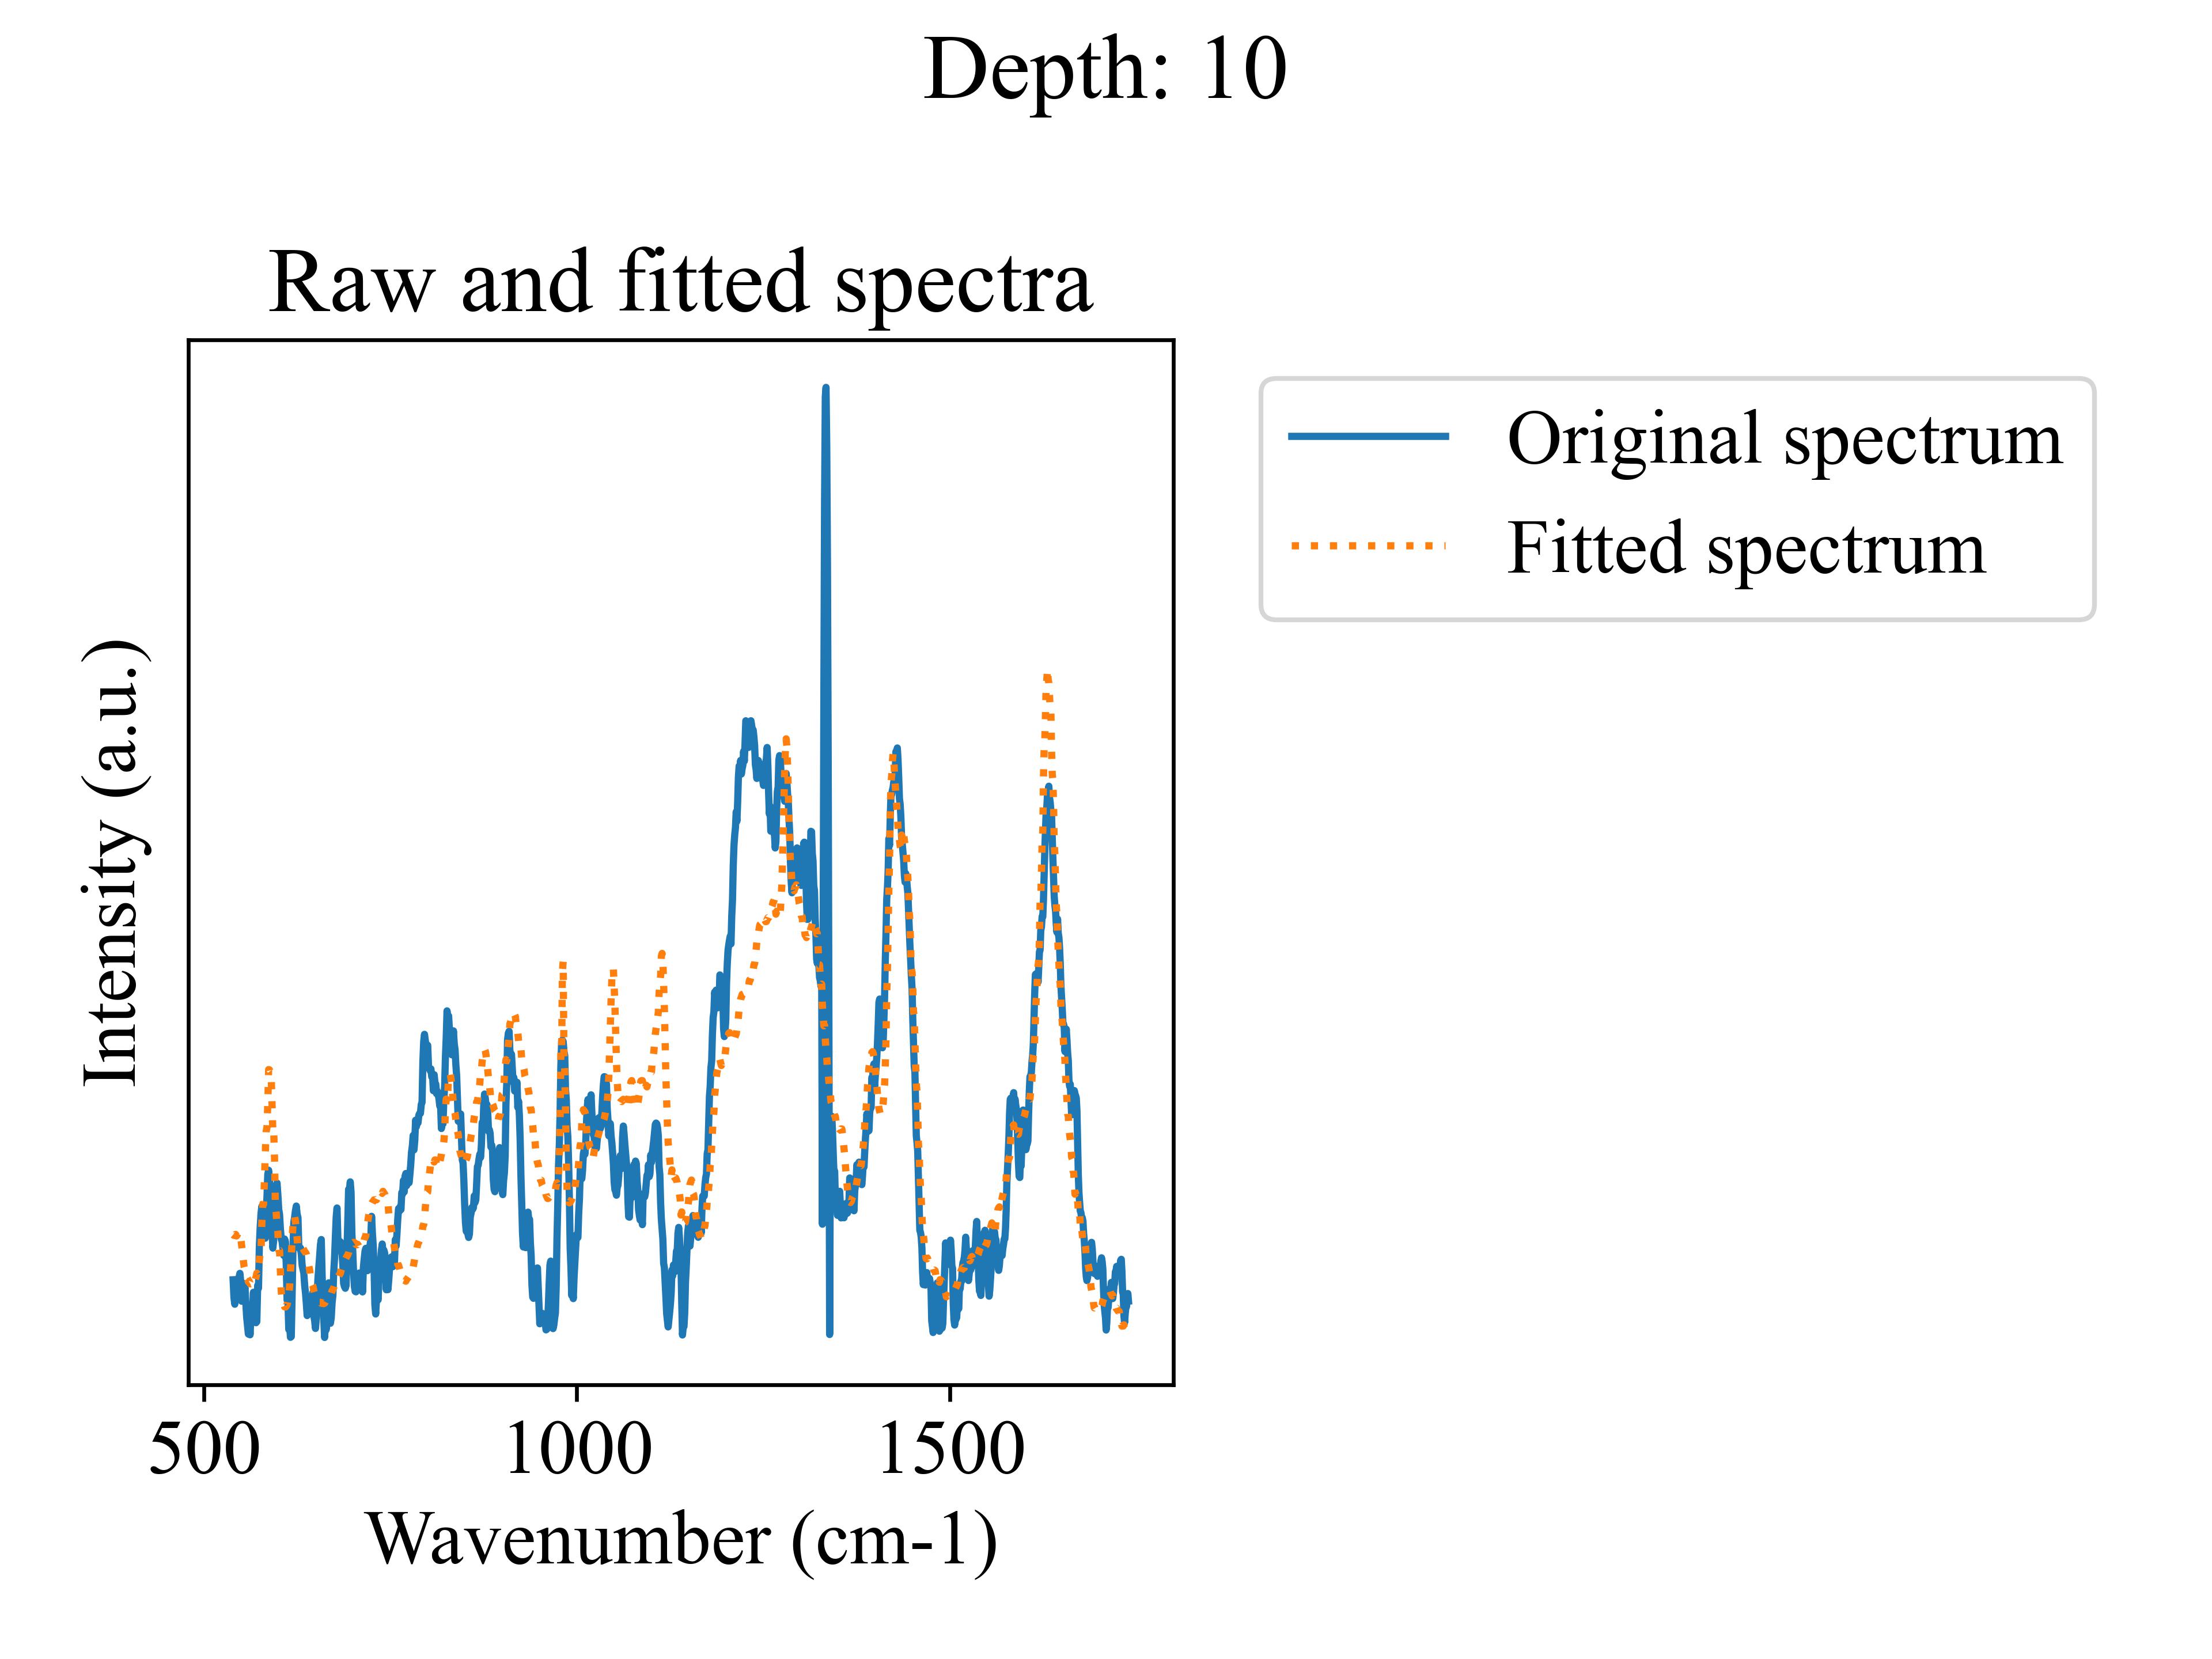 Depth: 10
Raw and fitted spectra
Original spectrum
Fitted spectrum
Intensity (a.u.)
500 1000 1500
Wavenumber (cm-1)